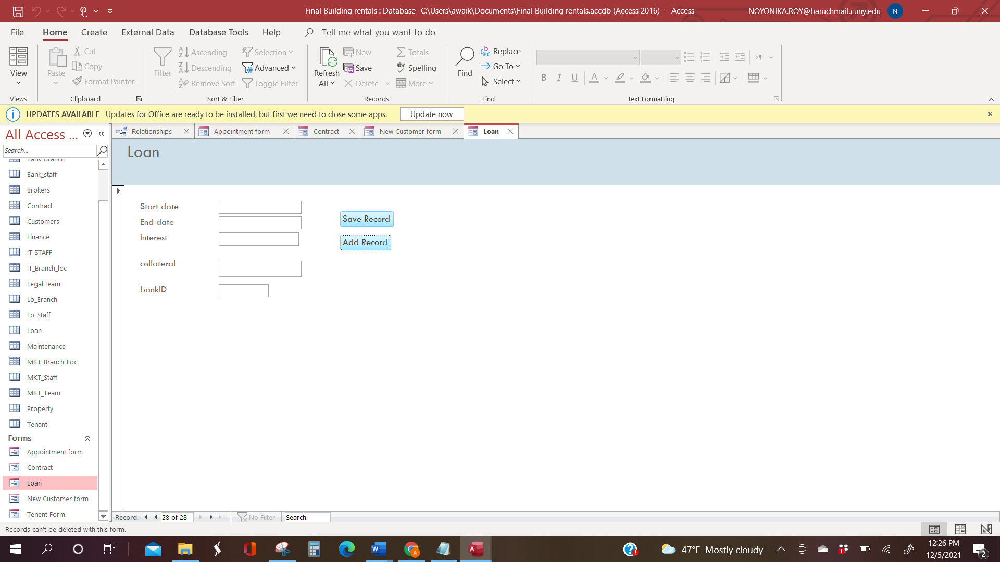 Final Building rentals : Database- C:\Users\awaik\Documents\Final Building rentals.accdb (Access 2016) - Access
NOYONIKA.ROY@baruchmail.cuny.edu
N
File Home Create External Data Database Tools Help Tell me what you want to do
View
Views
Paste
Cut
Copy
Format Painter
Clipboard
Filter
Ascending
Descending
Remove Sort
Selection
Advanced
Toggle Filter
Sort & Filter
Refresh
All
New
Save
Delete
Totals
Spelling
More
Records
Find
Replace
Go To
Select
Find
B I U A
Text Formatting
UPDATES AVAILABLE Updates for Office are ready to be installed, but first we need to close some apps. Update now
All Access ...
Search...
Bank_branch
Bank_staff
Brokers
Contract
Customers
Finance
IT STAFF
IT_Branch_loc
Legal team
Lo_Branch
Lo_Staff
Loan
Maintenance
MKT_Branch_Loc
MKT_Staff
MKT_Team
Property
Tenant
Forms
Appointment form
Contract
Loan
New Customer form
Tenent Form
Relationships Appointment form Contract New Customer form Loan
Loan
Start date
End date
Interest
collateral
bankID
Save Record
Add Record
Record: 28 of 28 No Filter Search
Records can't be deleted with this form.
47°F Mostly cloudy
12:26 PM
12/5/2021
2